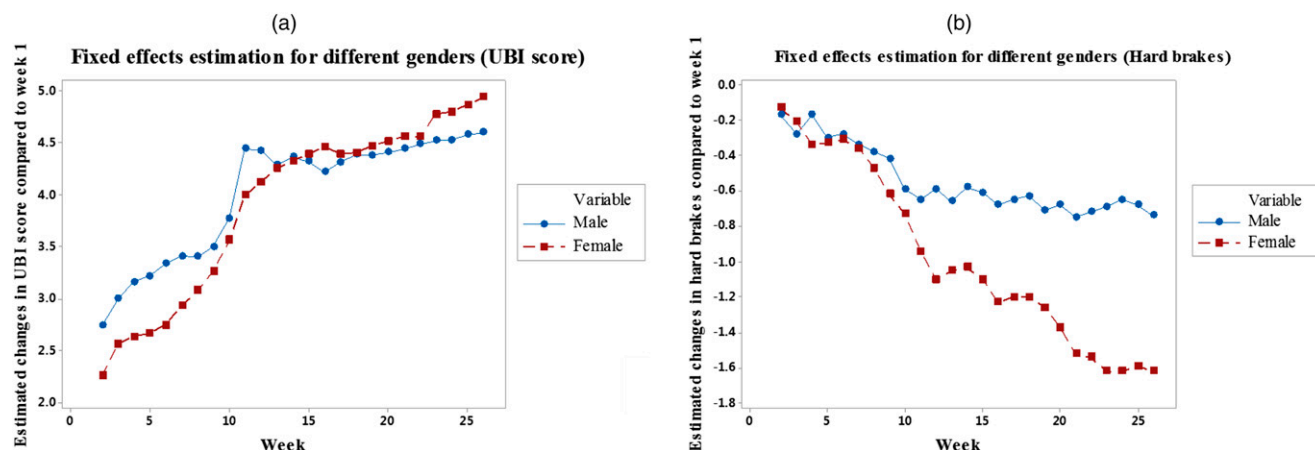 (a)
Fixed effects estimation for different genders (UBI score)
Estimated changes in UBI score compared to week 1
5.0
4.5
4.0
3.5
3.0
2.5
2.0
0
5
10
15
20
25
Week
Variable
Male
Female
(b)
Fixed effects estimation for different genders (Hard brakes)
Estimated changes in hard brakes compared to week 1
0.0
-0.2
-0.4
-0.6
-0.8
-1.0
-1.2
-1.4
-1.6
-1.8
0
5
10
15
20
25
Week
Variable
Male
Female